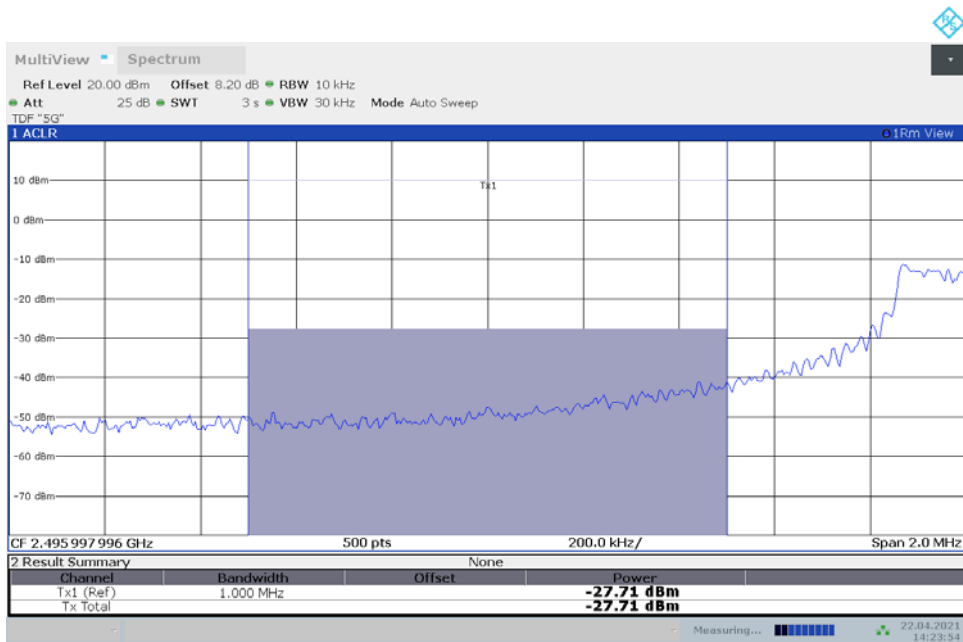 R S
MultiView Spectrum
Ref Level 20.00 dBm Offset 8.20 dB RBW 10 kHz
Att 25 dB SWT 3 s VBW 30 kHz Mode Auto Sweep
TDF "5G"
1 ACLR 1Rm View
Tx1
10 dBm
0 dBm
-10 dBm
-20 dBm
-30 dBm
-40 dBm
-50 dBm
-60 dBm
-70 dBm
CF 2.495 997 996 GHz 500 pts 200.0 kHz/ Span 2.0 MHz
2 Result Summary None
Channel Bandwidth Offset Power
Tx1 (Ref) 1.000 MHz -27.71 dBm
Tx Total -27.71 dBm
Measuring... 22.04.2021
14:23:54